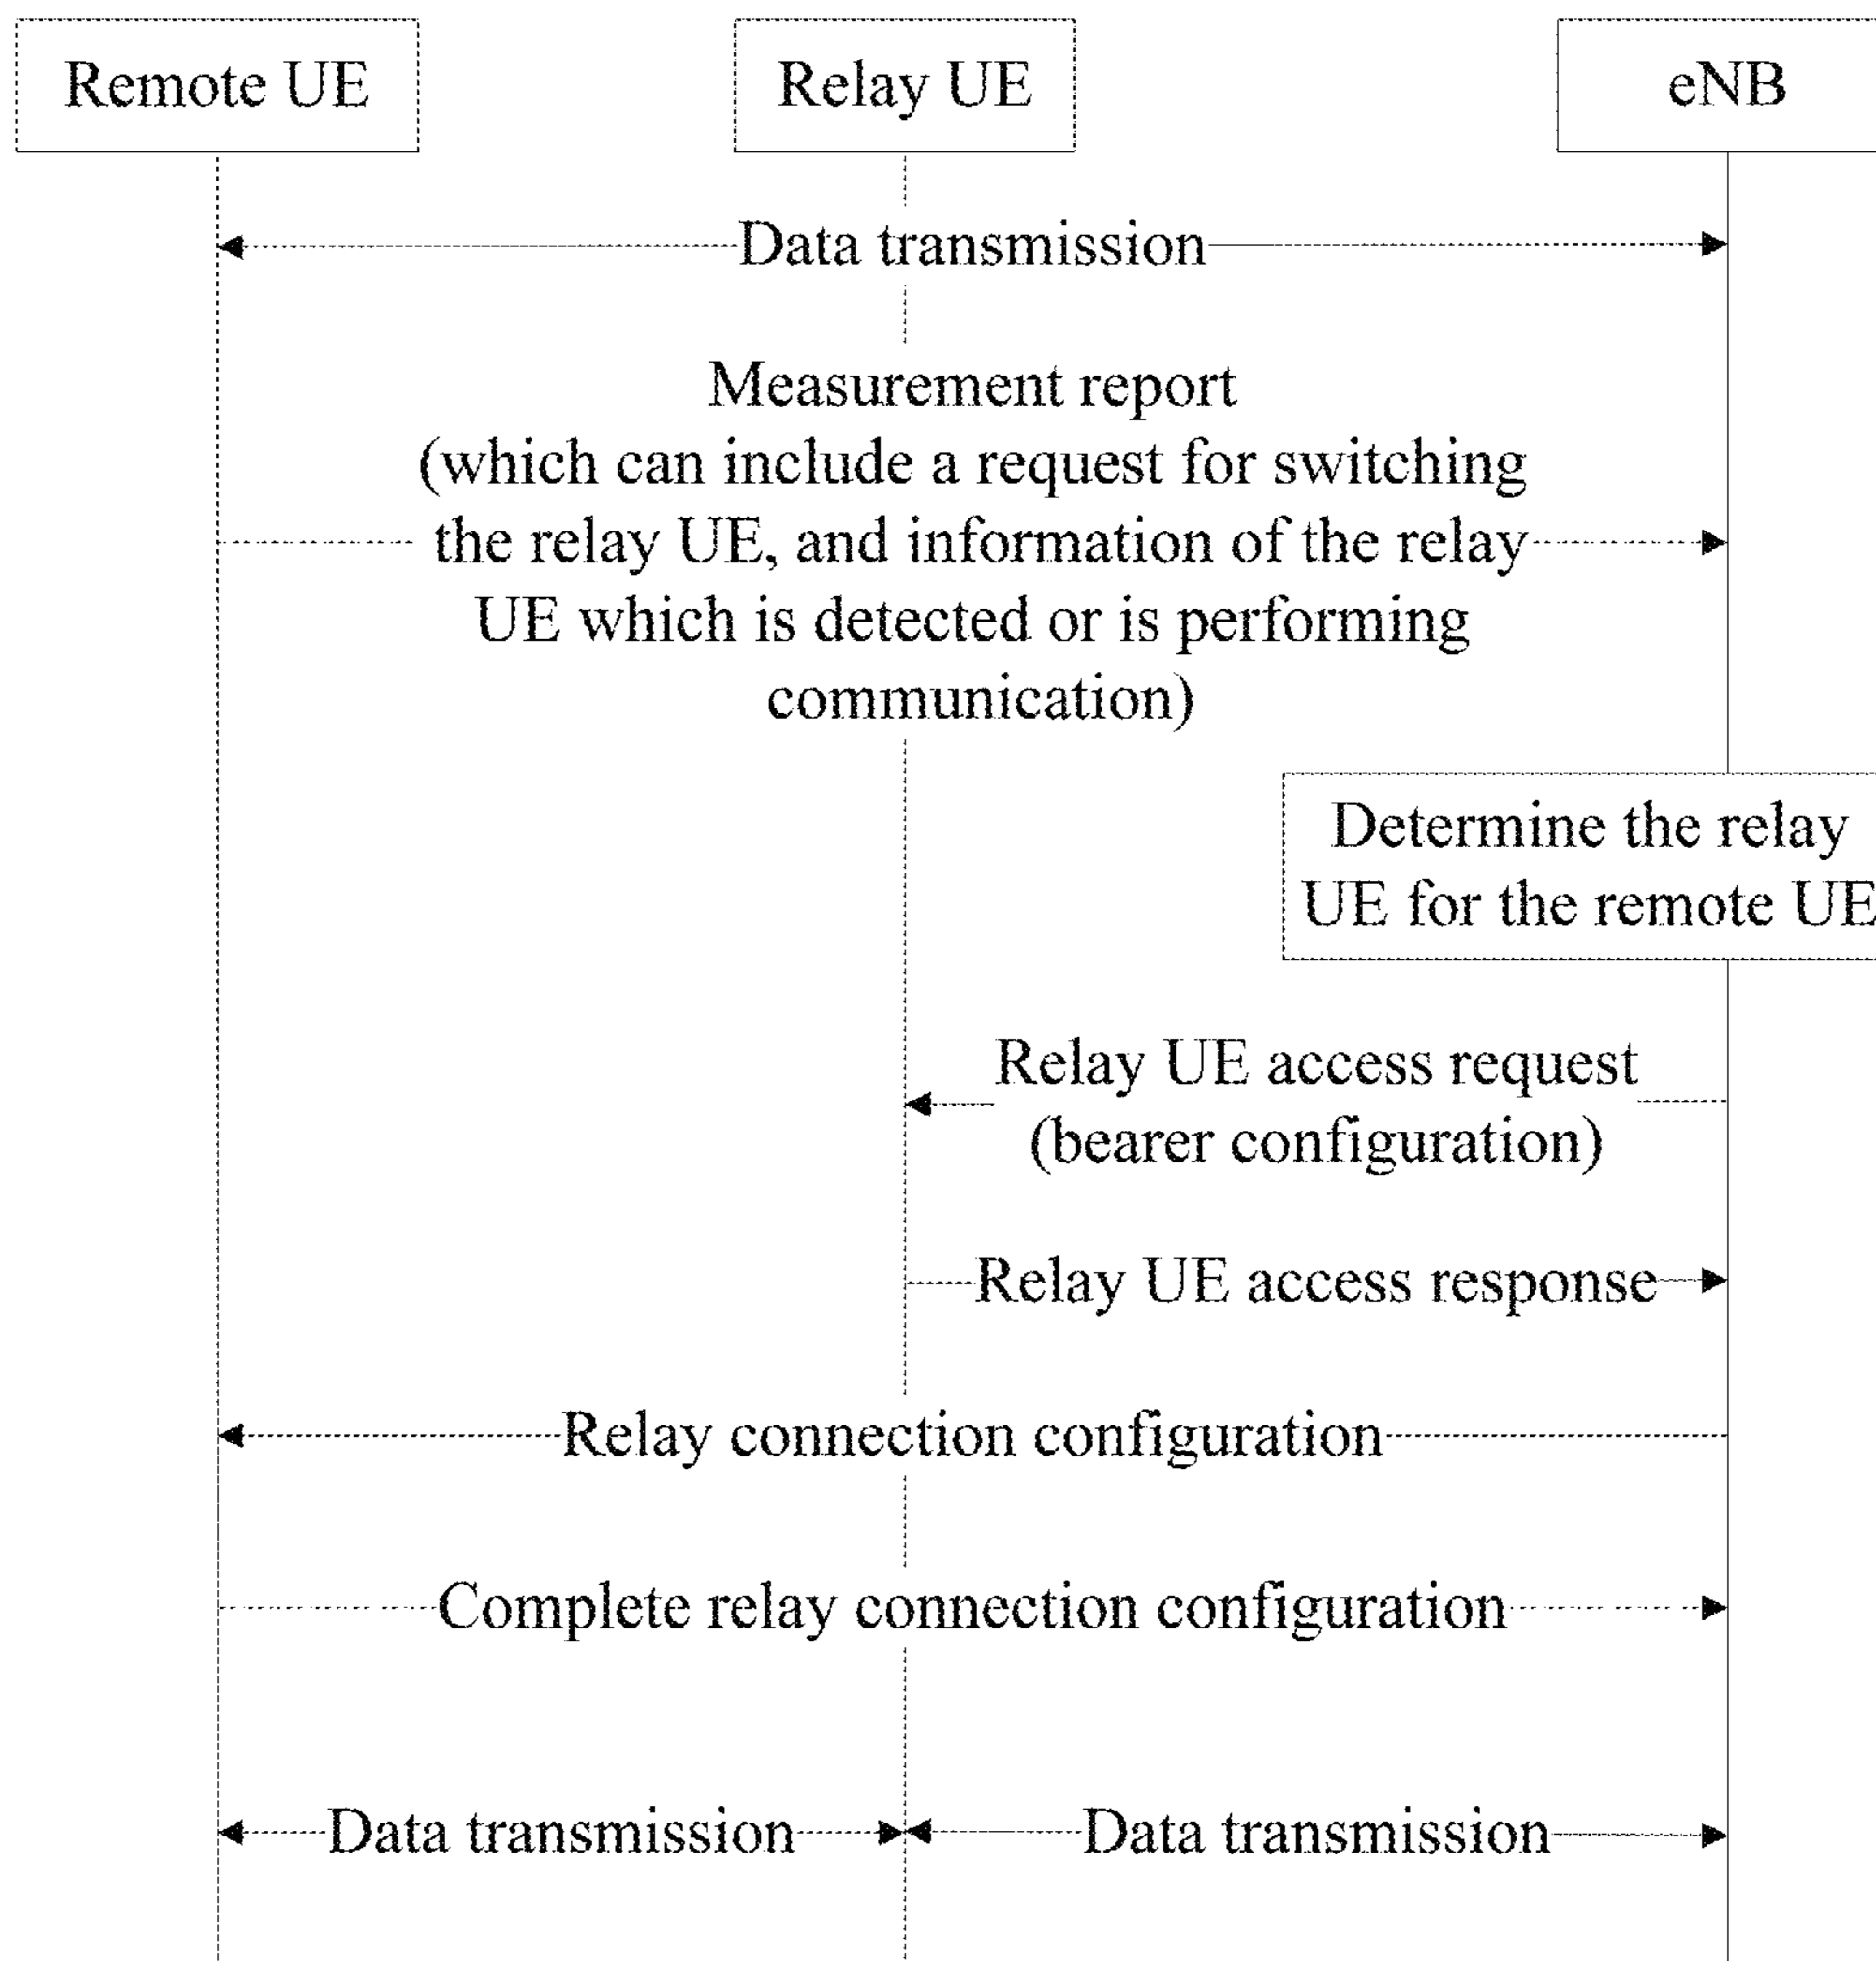 Remote UE
Relay UE
eNB
Data transmission
Measurement report
(which can include a request for switching
the relay UE, and information of the relay
UE which is detected or is performing
communication)
Determine the relay
UE for the remote UE
Relay UE access request
(bearer configuration)
Relay UE access response
Relay connection configuration
Complete relay connection configuration
Data transmission
Data transmission